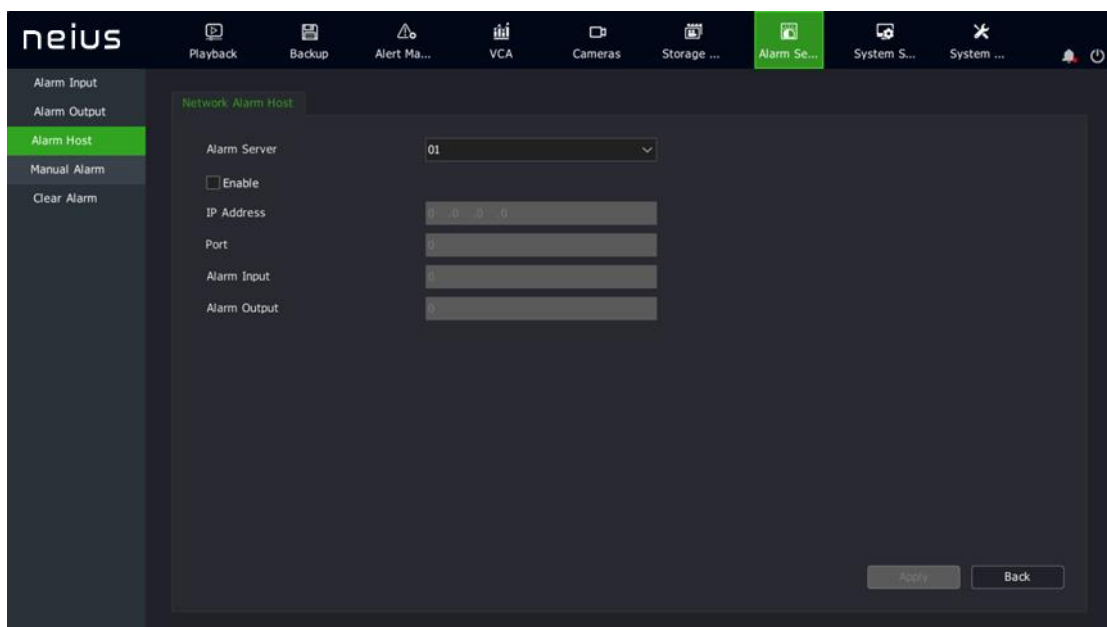 neius
Playback
Backup
Alert Ma...
VCA
Cameras
Storage ...
Alarm Se...
System S...
System ...
Alarm Input
Alarm Output
Alarm Host
Manual Alarm
Clear Alarm
Network Alarm Host
Alarm Server 01
Enable
IP Address 0 .0 .0 .0
Port 0
Alarm Input 0
Alarm Output 0
Apply Back